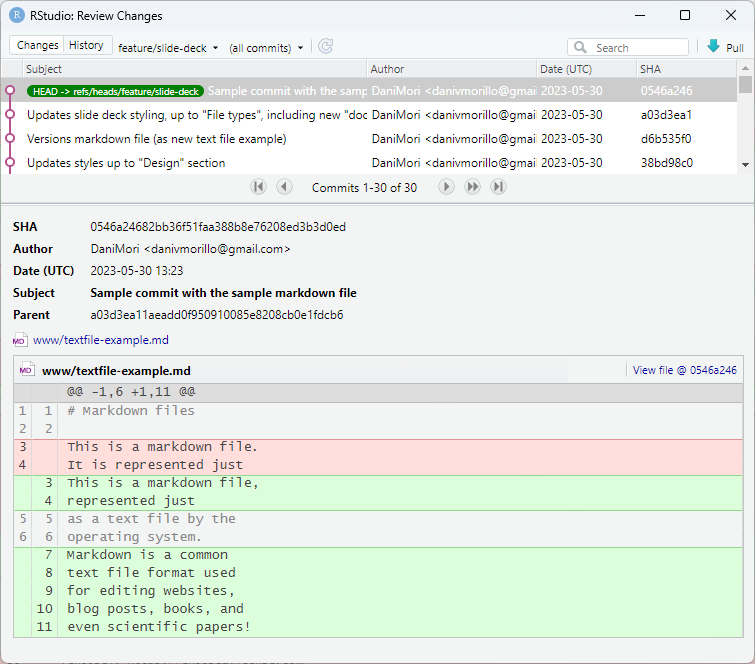 RStudio: Review Changes
Changes History feature/slide-deck (all commits) Search Pull
Subject Author Date (UTC) SHA
HEAD -> refs/heads/feature/slide-deck Sample commit with the samp DaniMori <danivmorillo@gmai 2023-05-30 0546a246
Updates slide deck styling, up to "File types", including new "doc DaniMori <danivmorillo@gmai 2023-05-30 a03d3ea1
Versions markdown file (as new text file example) DaniMori <danivmorillo@gmai 2023-05-30 d6b535f0
Updates styles up to "Design" section DaniMori <danivmorillo@gmai 2023-05-30 38bd98c0
Commits 1-30 of 30
SHA 0546a24682bb36f51faa388b8e76208ed3b3d0ed
Author DaniMori <danivmorillo@gmail.com>
Date (UTC) 2023-05-30 13:23
Subject Sample commit with the sample markdown file
Parent a03d3ea11aeadd0f950910085e8208cb0e1fdcb6
MD www/textfile-example.md
MD www/textfile-example.md View file @ 0546a246
@@ -1,6 +1,11 @@
1 1 # Markdown files
2 2
3 This is a markdown file.
4 It is represented just
3 This is a markdown file,
4 represented just
5 5 as a text file by the
6 6 operating system.
7 Markdown is a common
8 text file format used
9 for editing websites,
10 blog posts, books, and
11 even scientific papers!